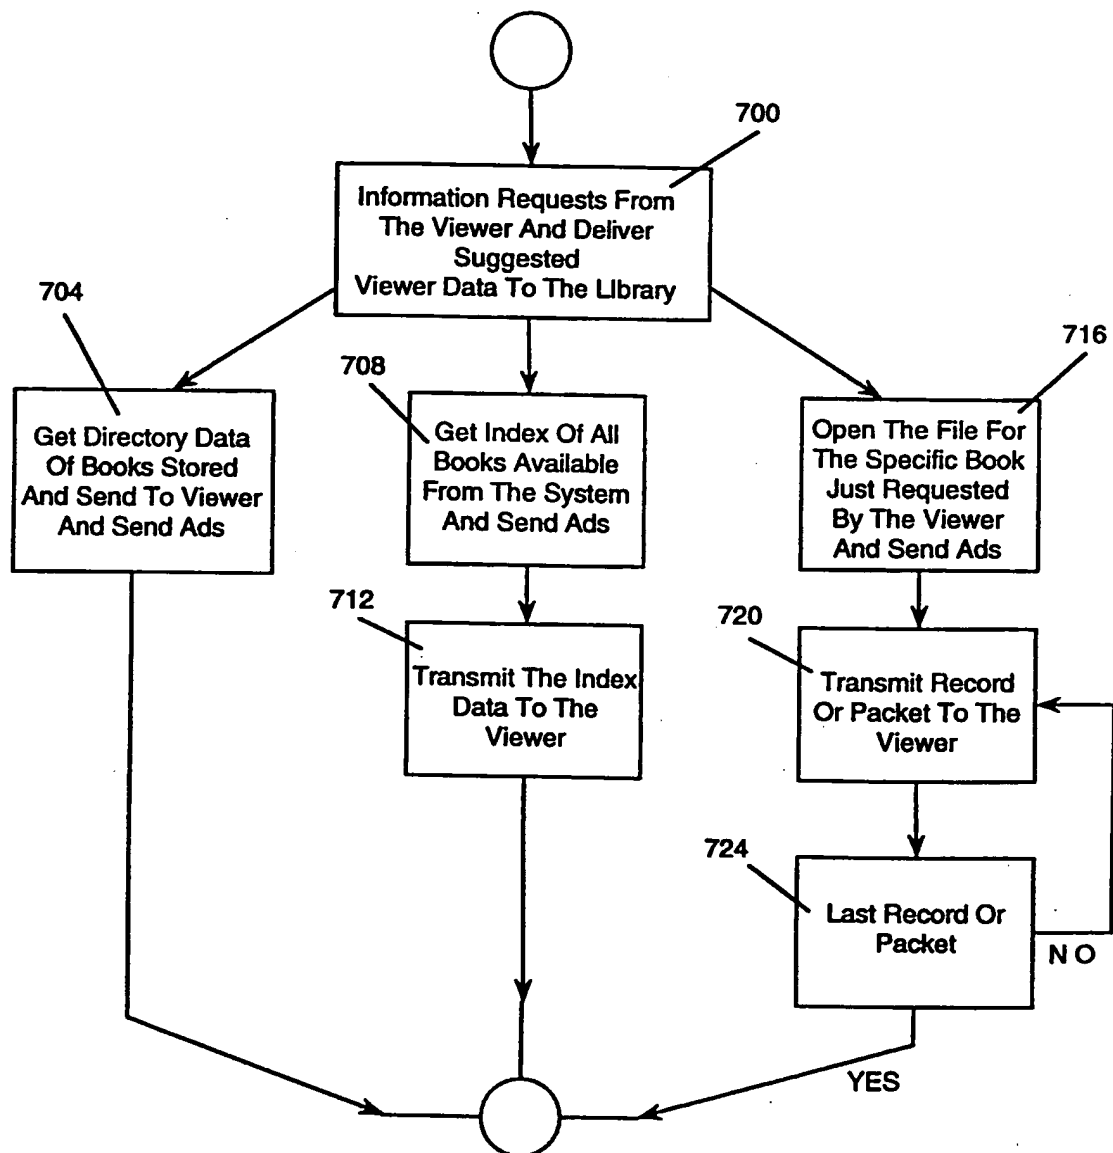 700
Information Requests From
The Viewer And Deliver
Suggested
Viewer Data To The Library
704
Get Directory Data
Of Books Stored
And Send To Viewer
And Send Ads
708
Get Index Of All
Books Available
From The System
And Send Ads
716
Open The File For
The Specific Book
Just Requested
By The Viewer
And Send Ads
712
Transmit The Index
Data To The
Viewer
720
Transmit Record
Or Packet To The
Viewer
724
Last Record Or
Packet
N O
YES